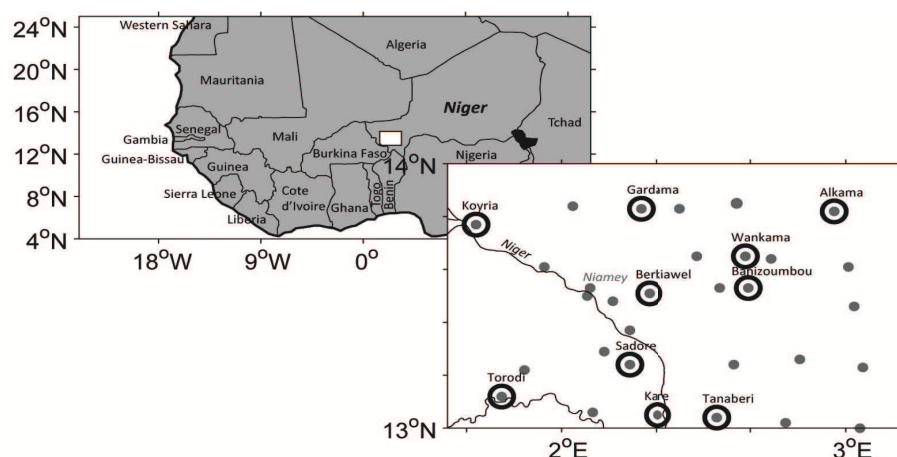 24°N
20°N
16°N
12°N
8°N
4°N
18°W
9°W
0°
Western Sahara
Algeria
Mauritania
Niger
Tchad
Senegal
Gambia
Mali
Guinea-Bissau
Burkina Faso
Nigeria
Guinea
Sierra Leone
Cote
d'Ivoire
Ghana
Togo
Benin
Liberia
14°N
13°N
2°E
3°E
Koyria
Gardama
Alkama
Wankama
Niger
Niamey
Bertiawel
Banizoumbou
Sadore
Torodi
Kare
Tanaberi